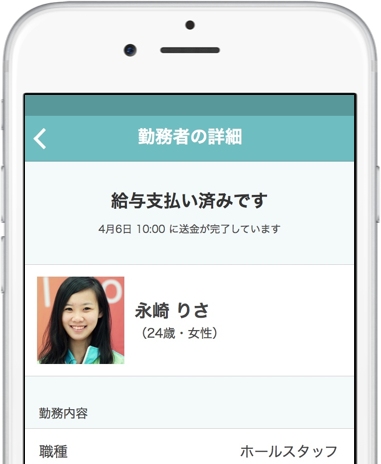 勤務者の詳細
給与支払い済みです
4月6日 10:00 に送金が完了しています
永崎 りさ
（24歳・女性）
勤務内容
職種 ホールスタッフ